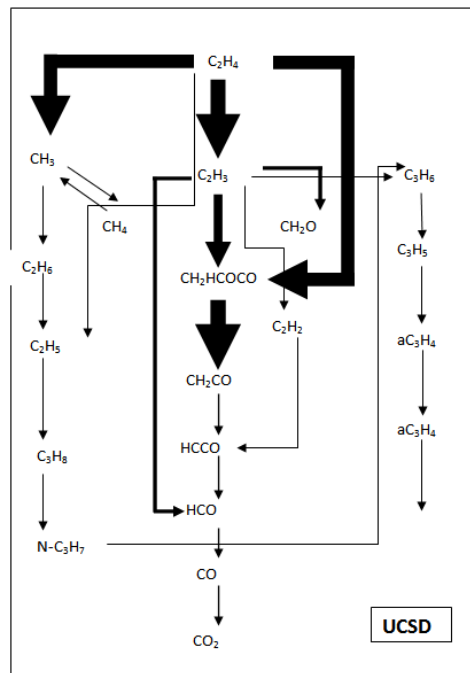 C₂H₄
CH₃
C₂H₃
C₃H₆
CH₄
CH₂O
C₃H₅
C₂H₆
CH₂HCOCO
C₂H₂
C₂H₅
aC₃H₄
CH₂CO
aC₃H₄
HCCO
C₃H₈
HCO
N-C₃H₇
CO
UCSD
CO₂